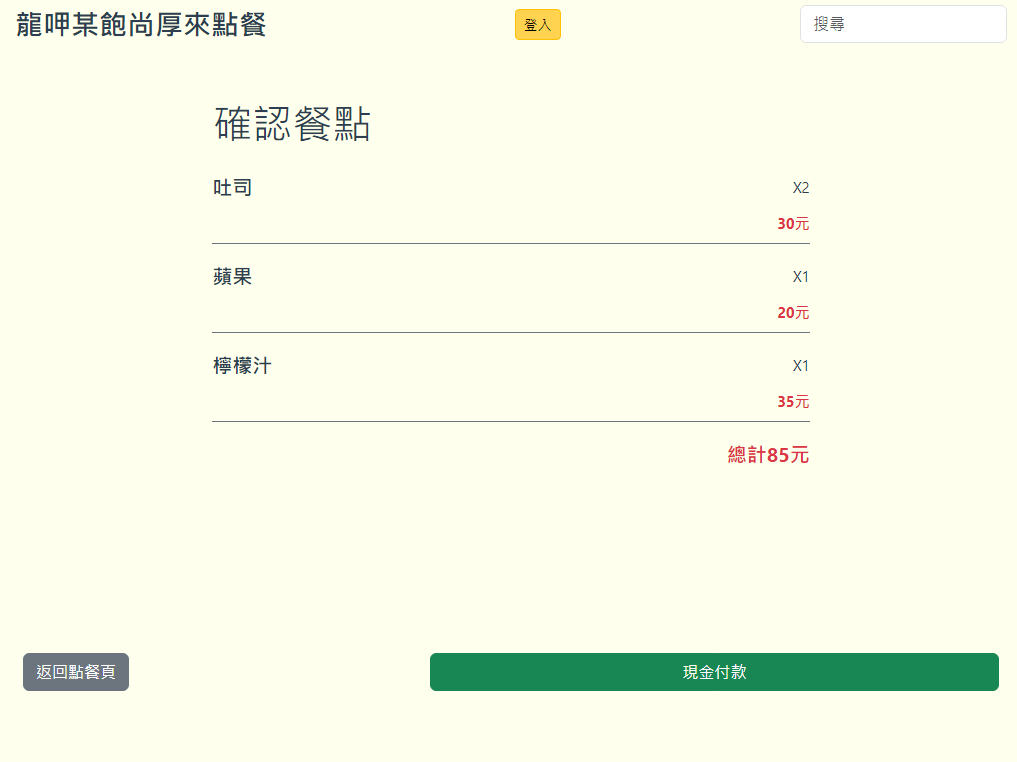 龍呷某飽尚厚來點餐
登入
搜尋
確認餐點
吐司 X2
30元
蘋果 X1
20元
檸檬汁 X1
35元
總計85元
返回點餐頁
現金付款